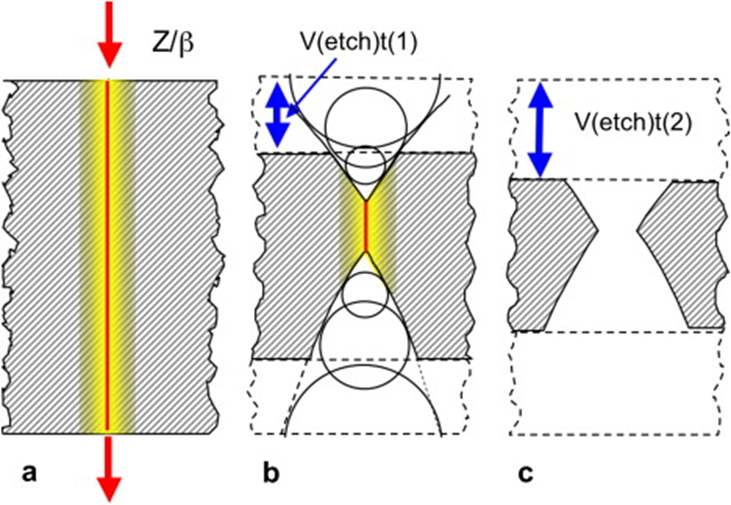 Z/β
V(etch)t(1)
V(etch)t(2)
a
b
c